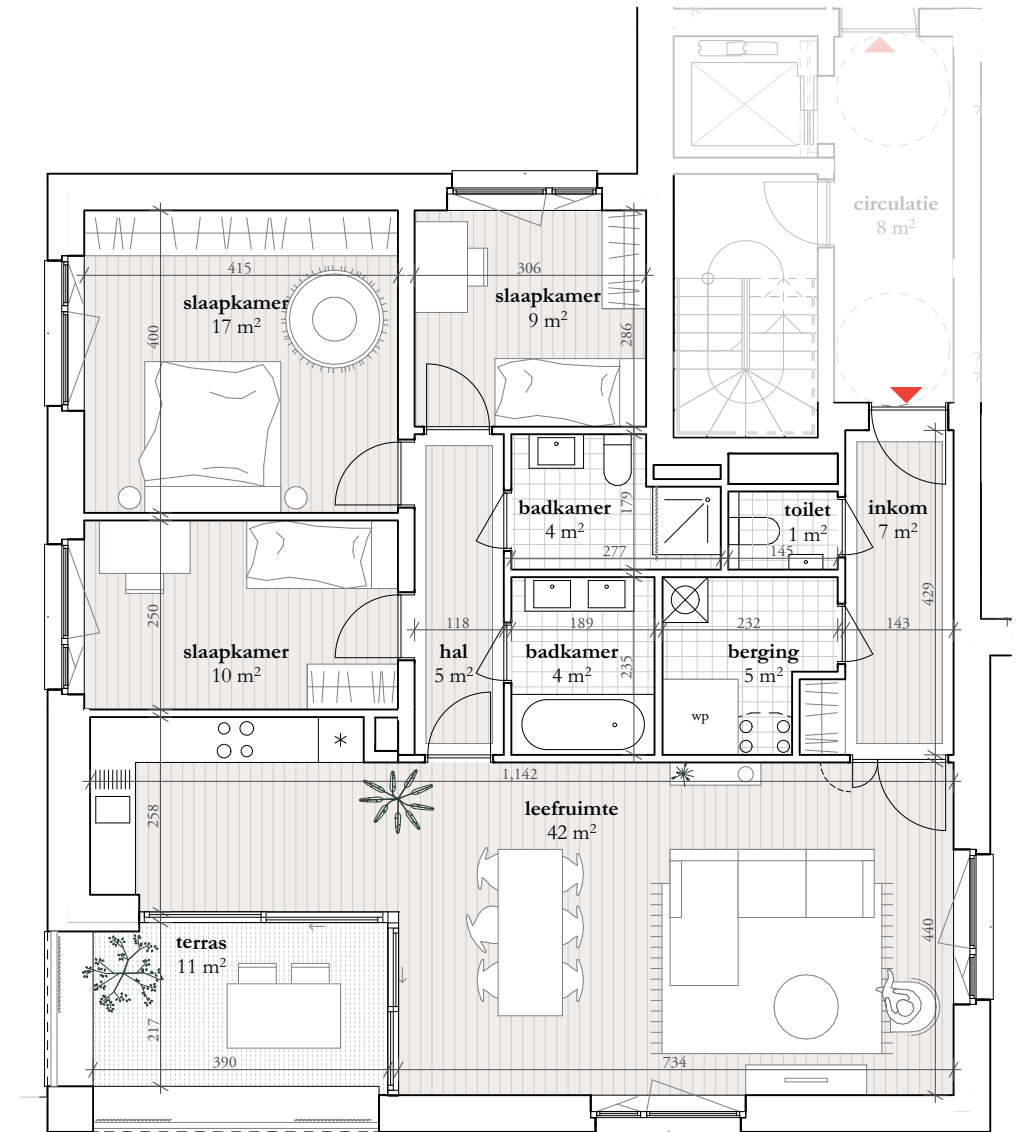 circulatie
8 m²
415
306
slaapkamer
17 m²
slaapkamer
9 m²
400
286
badkamer
4 m²
179
toilet
1 m²
inkom
7 m²
277
145
250
429
118
189
232
143
slaapkamer
10 m²
hal
5 m²
badkamer
4 m²
235
berging
5 m²
wp
1,142
258
leefruimte
42 m²
440
terras
11 m²
217
390
734